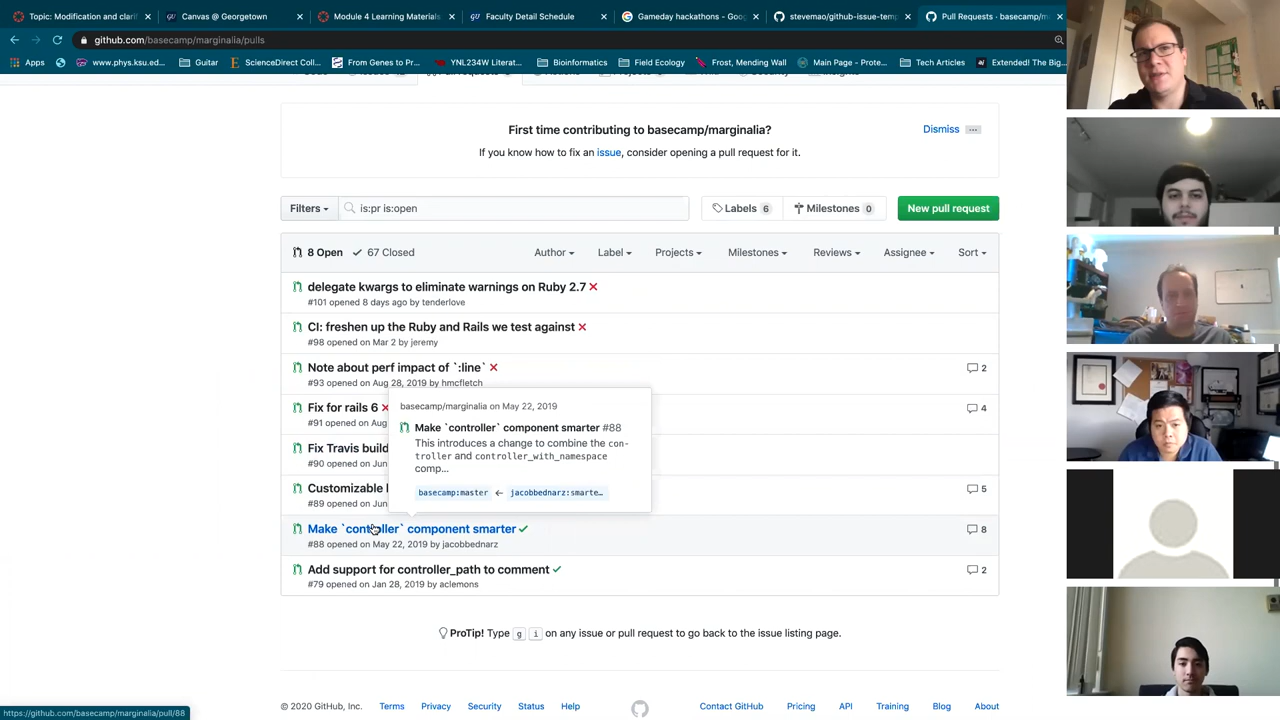 Topic: Modification and clarif
Canvas @ Georgetown
Module 4 Learning Materials
Faculty Detail Schedule
Gameday hackathons - Goo
stevemao/github-issue-temp
Pull Requests · basecamp/m
github.com/basecamp/marginalia/pulls
Apps
www.phys.ksu.ed...
Guitar
ScienceDirect Coll...
From Genes to Pr...
YNL234W Literat...
Bioinformatics
Field Ecology
Frost, Mending Wall
Main Page - Prote...
Tech Articles
Extended! The Big...
First time contributing to basecamp/marginalia?
Dismiss
If you know how to fix an issue, consider opening a pull request for it.
Filters
is:pr is:open
Labels 6
Milestones 0
New pull request
8 Open
67 Closed
Author
Label
Projects
Milestones
Reviews
Assignee
Sort
delegate kwargs to eliminate warnings on Ruby 2.7
#101 opened 8 days ago by tenderlove
CI: freshen up the Ruby and Rails we test against
#98 opened on Mar 2 by jeremy
Note about perf impact of `:line`
2
#93 opened on Aug 28, 2019 by hmcfletch
Fix for rails 6
4
#91 opened on Aug
Fix Travis build
#90 opened on Jun
Customizable
5
#89 opened on Jun
basecamp/marginalia on May 22, 2019
Make `controller` component smarter #88
This introduces a change to combine the con-
troller and controller_with_namespace
comp...
basecamp:master ← jacobbednarz:smarte...
Make `controller` component smarter
8
#88 opened on May 22, 2019 by jacobbednarz
Add support for controller_path to comment
2
#79 opened on Jan 28, 2019 by aclemons
ProTip! Type g i on any issue or pull request to go back to the issue listing page.
© 2020 GitHub, Inc.
Terms
Privacy
Security
Status
Help
Contact GitHub
Pricing
API
Training
Blog
About
https://github.com/basecamp/marginalia/pull/88